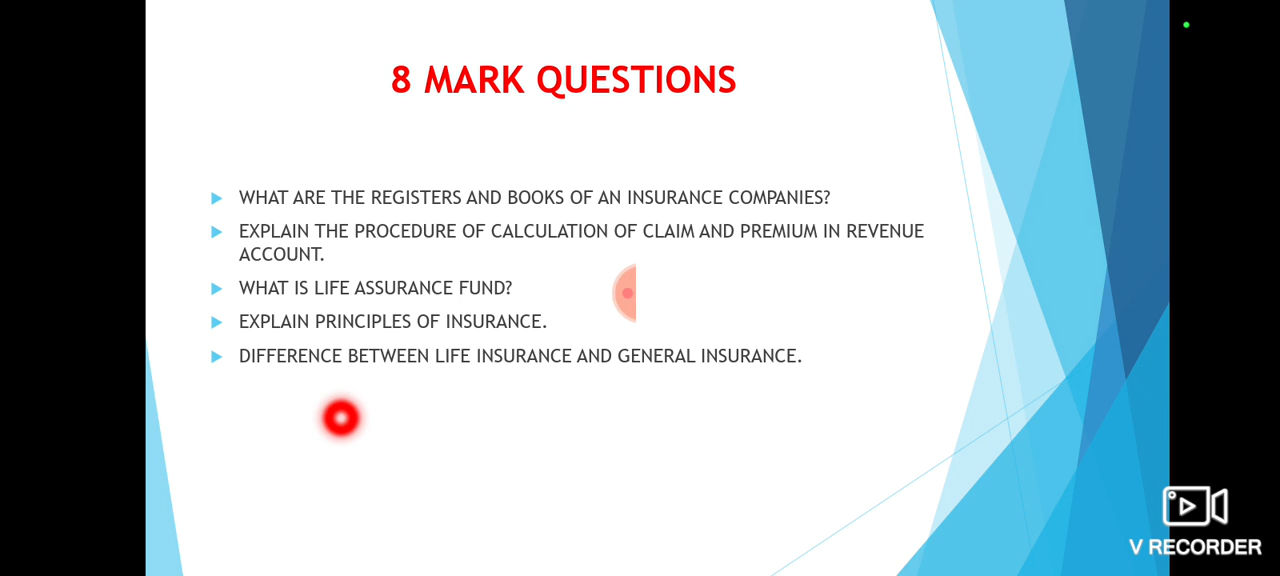 8 MARK QUESTIONS
WHAT ARE THE REGISTERS AND BOOKS OF AN INSURANCE COMPANIES?
EXPLAIN THE PROCEDURE OF CALCULATION OF CLAIM AND PREMIUM IN REVENUE
ACCOUNT.
WHAT IS LIFE ASSURANCE FUND?
EXPLAIN PRINCIPLES OF INSURANCE.
DIFFERENCE BETWEEN LIFE INSURANCE AND GENERAL INSURANCE.
V RECORDER